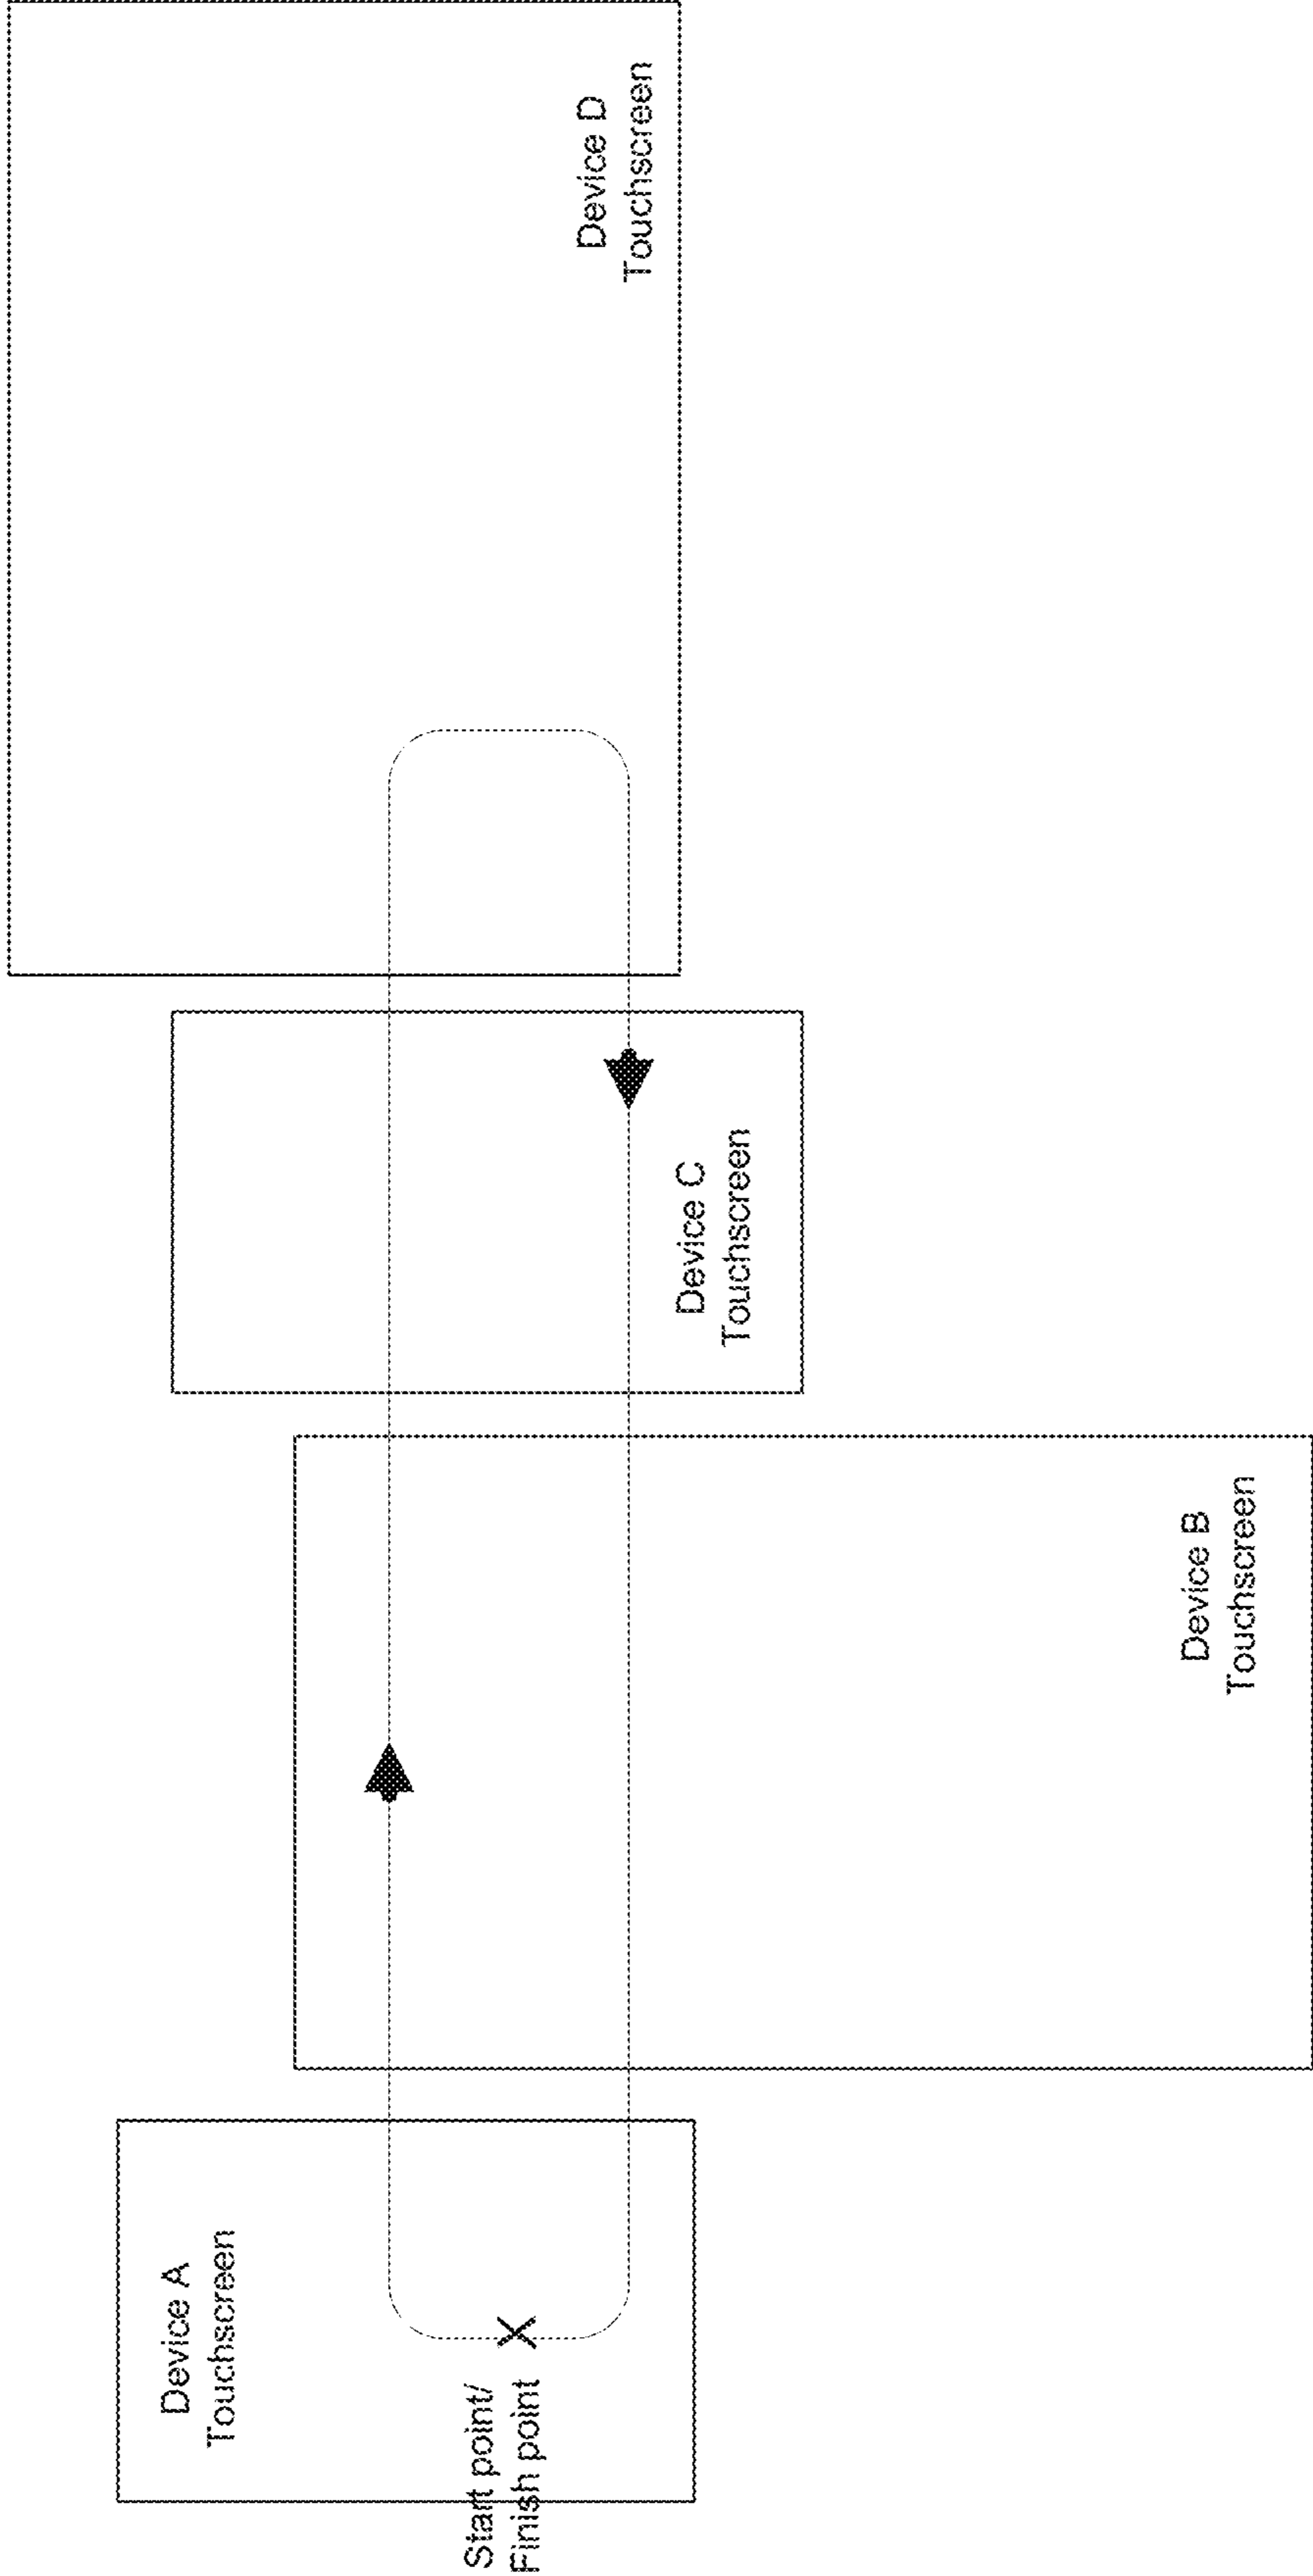 Device A
Touchscreen
Start point/
Finish point
Device B
Touchscreen
Device C
Touchscreen
Device D
Touchscreen